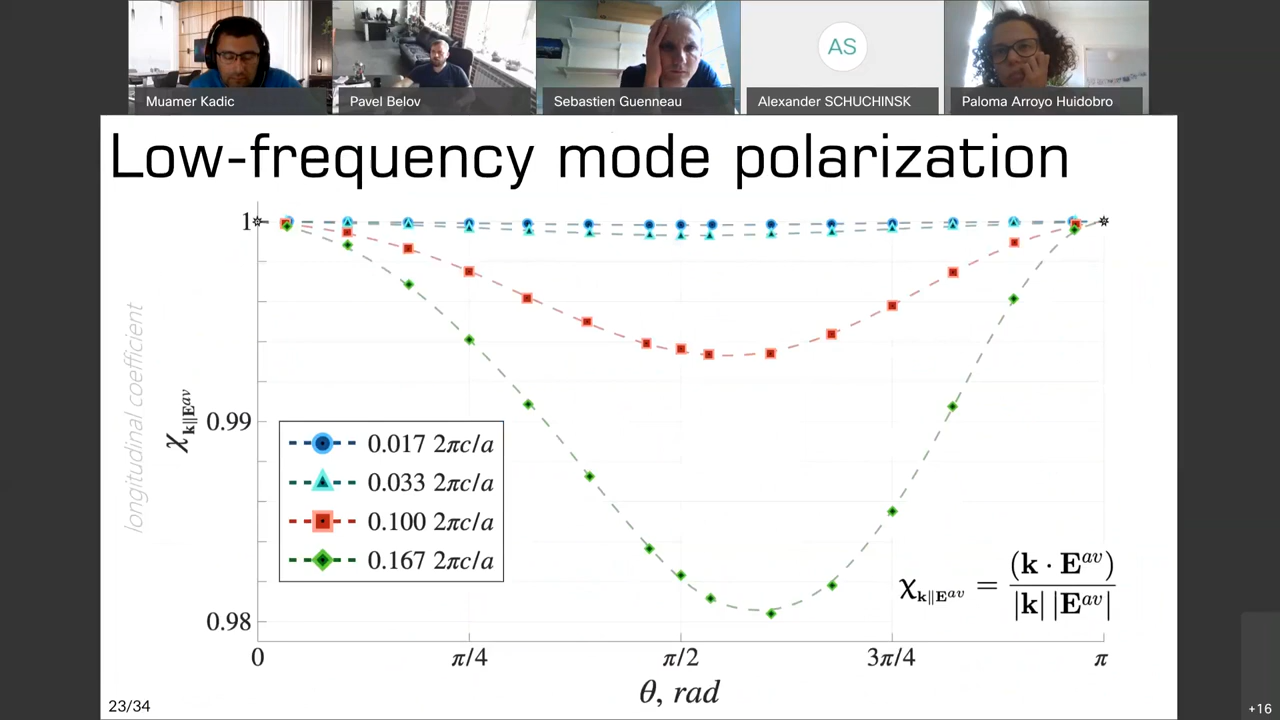 Muamer Kadic
Pavel Belov
Sebastien Guenneau
AS
Alexander SCHUCHINSK
Paloma Arroyo Huidobro
Low-frequency mode polarization
1
0.99
0.98
longitudinal coefficient
χ_{k∥E^{av}}
0.017 2πc/a
0.033 2πc/a
0.100 2πc/a
0.167 2πc/a
χ_{k∥E^{av}} = (k · E^{av}) / |k| |E^{av}|
0 π/4 π/2 3π/4 π
θ, rad
23/34
+16